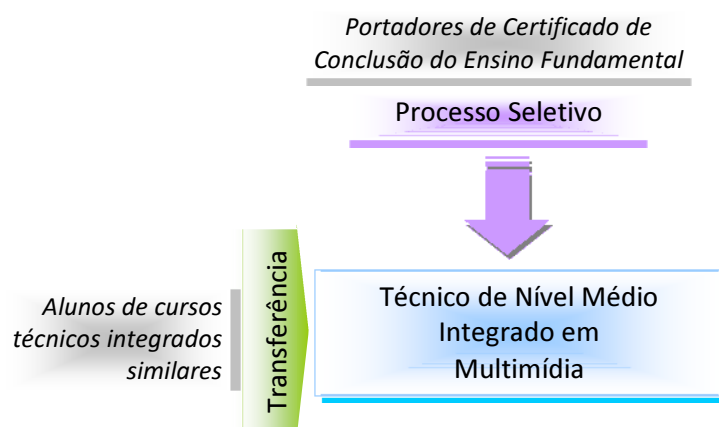 Portadores de Certificado de
Conclusão do Ensino Fundamental
Processo Seletivo
Transferência
Alunos de cursos
técnicos integrados
similares
Técnico de Nível Médio
Integrado em
Multimídia